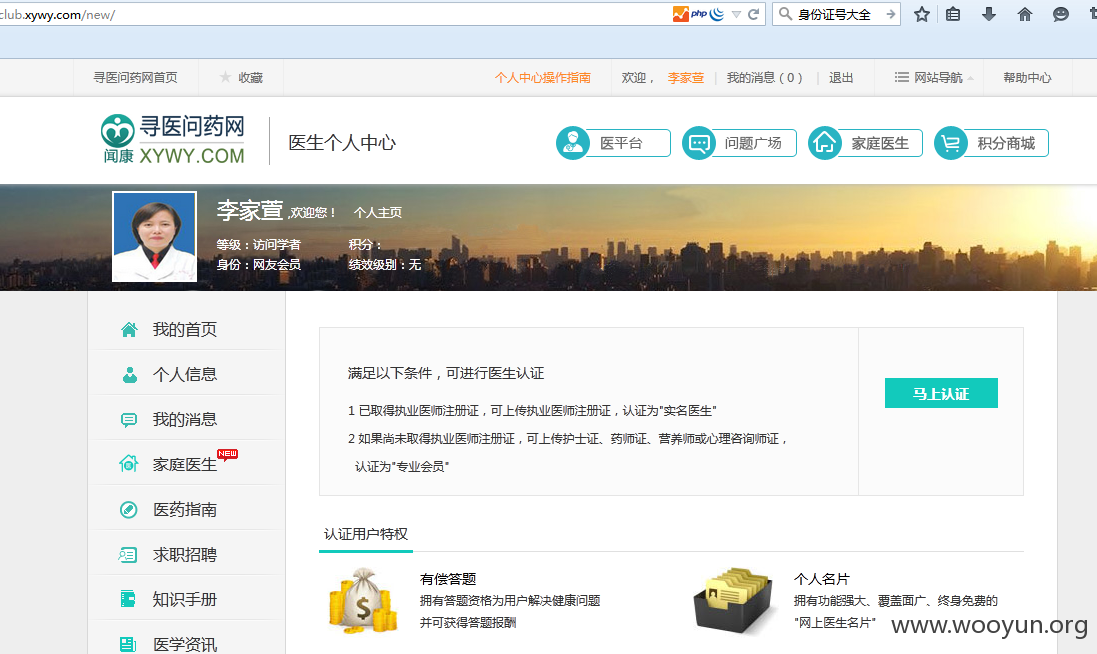 club.xywy.com/new/
php
身份证号大全
寻医问药网首页
收藏
个人中心操作指南
欢迎，
李家萱
我的消息（0）
退出
网站导航
帮助中心
寻医问药网
闻康 XYWY.COM
医生个人中心
医平台
问题广场
家庭医生
积分商城
李家萱 ,欢迎您！ 个人主页
等级：访问学者 积分：
身份：网友会员 绩效级别：无
我的首页
个人信息
我的消息
家庭医生 NEW
医药指南
求职招聘
知识手册
医学资讯
满足以下条件，可进行医生认证
1 已取得执业医师注册证，可上传执业医师注册证，认证为"实名医生"
2 如果尚未取得执业医师注册证，可上传护士证、药师证、营养师或心理咨询师证，
认证为"专业会员"
马上认证
认证用户特权
有偿答题
拥有答题资格为用户解决健康问题
并可获得答题报酬
个人名片
拥有功能强大、覆盖面广、终身免费的
"网上医生名片"
www.wooyun.org